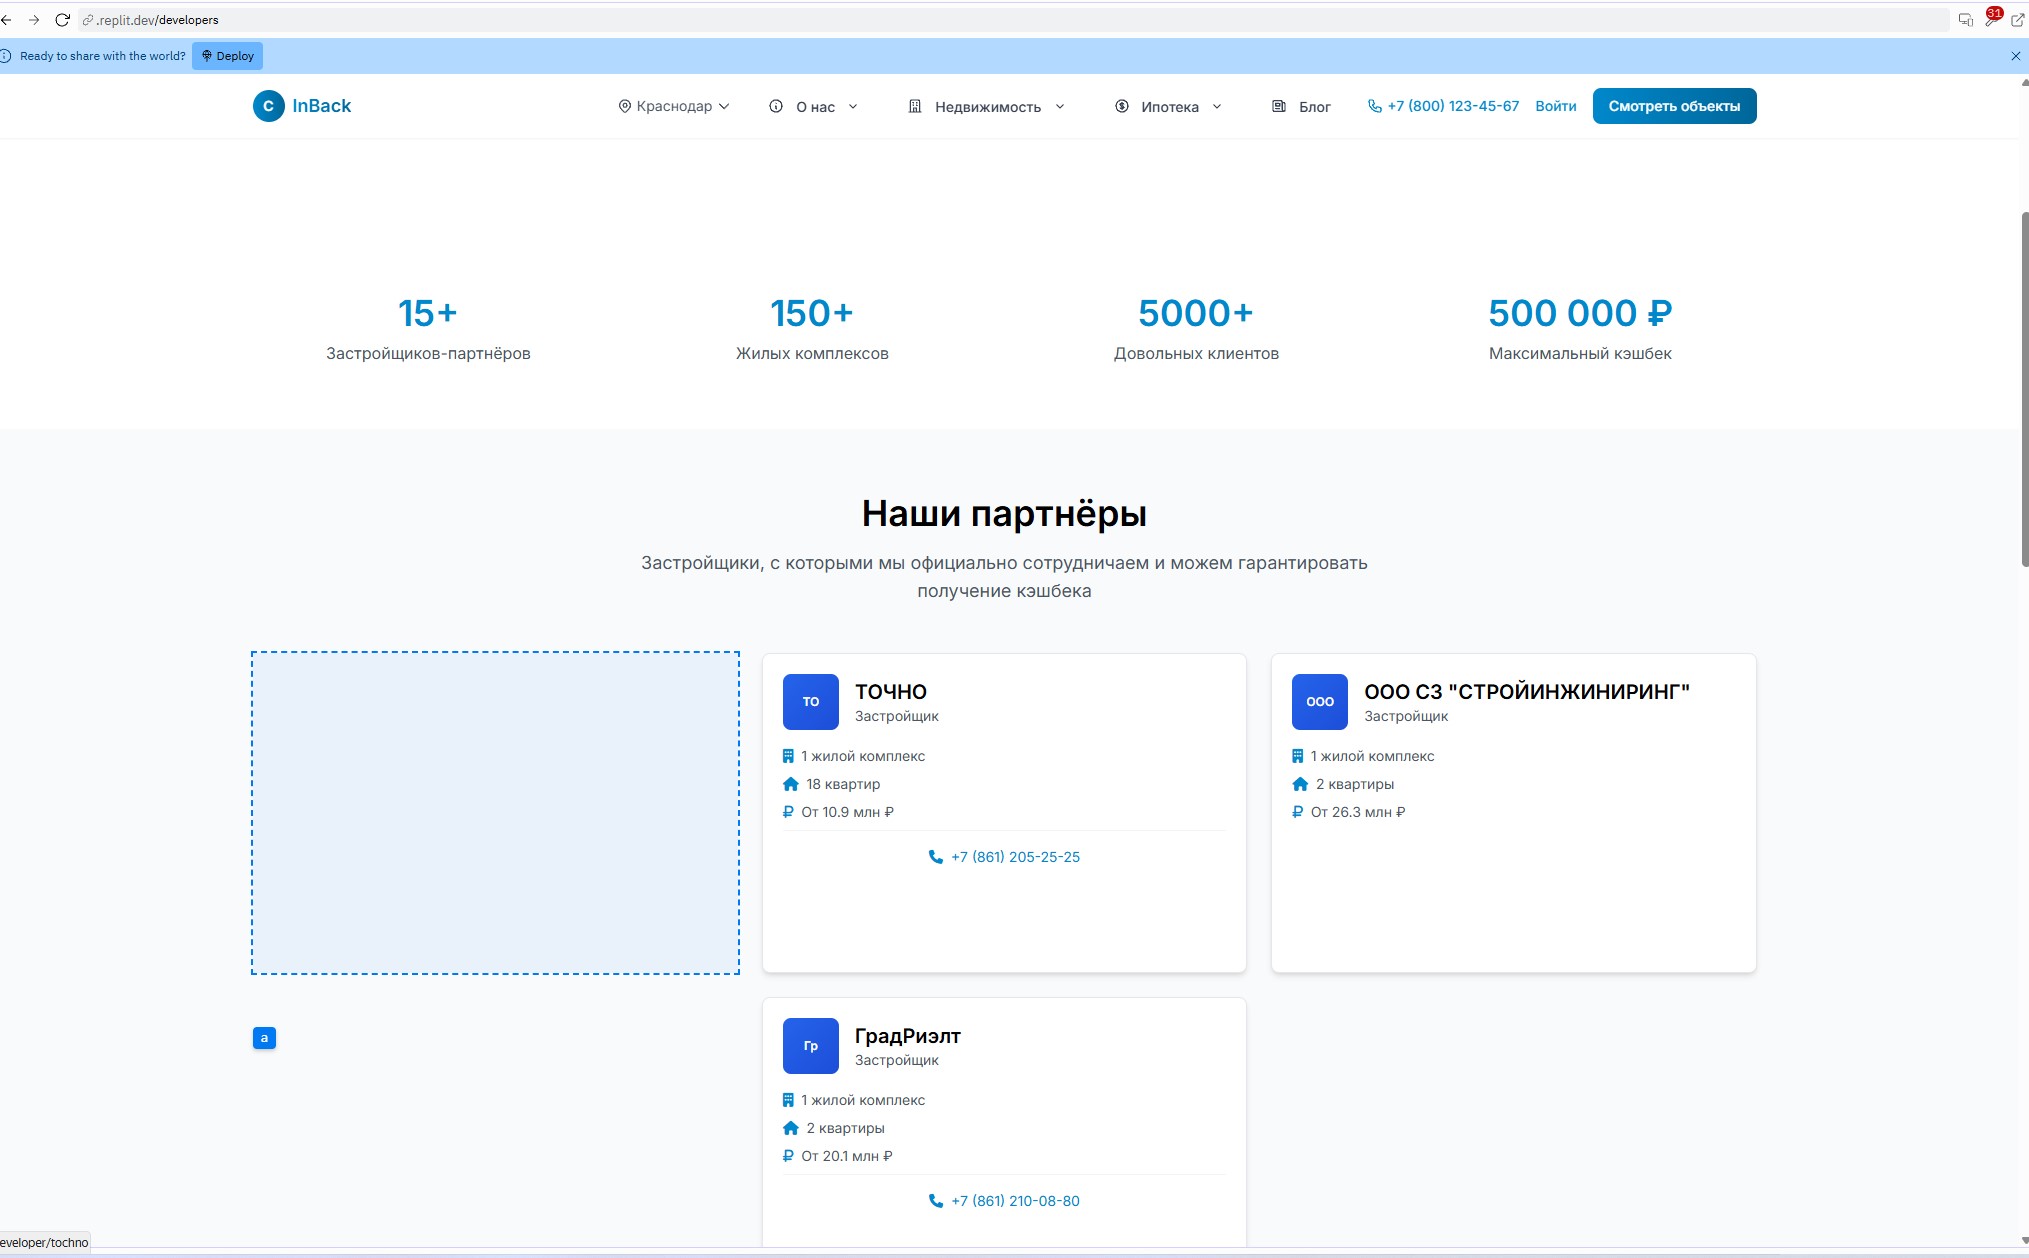 .replit.dev/developers
31
Ready to share with the world?
Deploy
C
InBack
Краснодар
О нас
Недвижимость
Ипотека
Блог
+7 (800) 123-45-67
Войти
Смотреть объекты
15+
150+
5000+
500 000 ₽
Застройщиков-партнёров
Жилых комплексов
Довольных клиентов
Максимальный кэшбек
Наши партнёры
Застройщики, с которыми мы официально сотрудничаем и можем гарантировать
получение кэшбека
ТО
ТОЧНО
Застройщик
1 жилой комплекс
18 квартир
От 10.9 млн ₽
+7 (861) 205-25-25
ООО
ООО СЗ "СТРОЙИНЖИНИРИНГ"
Застройщик
1 жилой комплекс
2 квартиры
От 26.3 млн ₽
a
Гр
ГрадРиэлт
Застройщик
1 жилой комплекс
2 квартиры
От 20.1 млн ₽
+7 (861) 210-08-80
eveloper/tochno